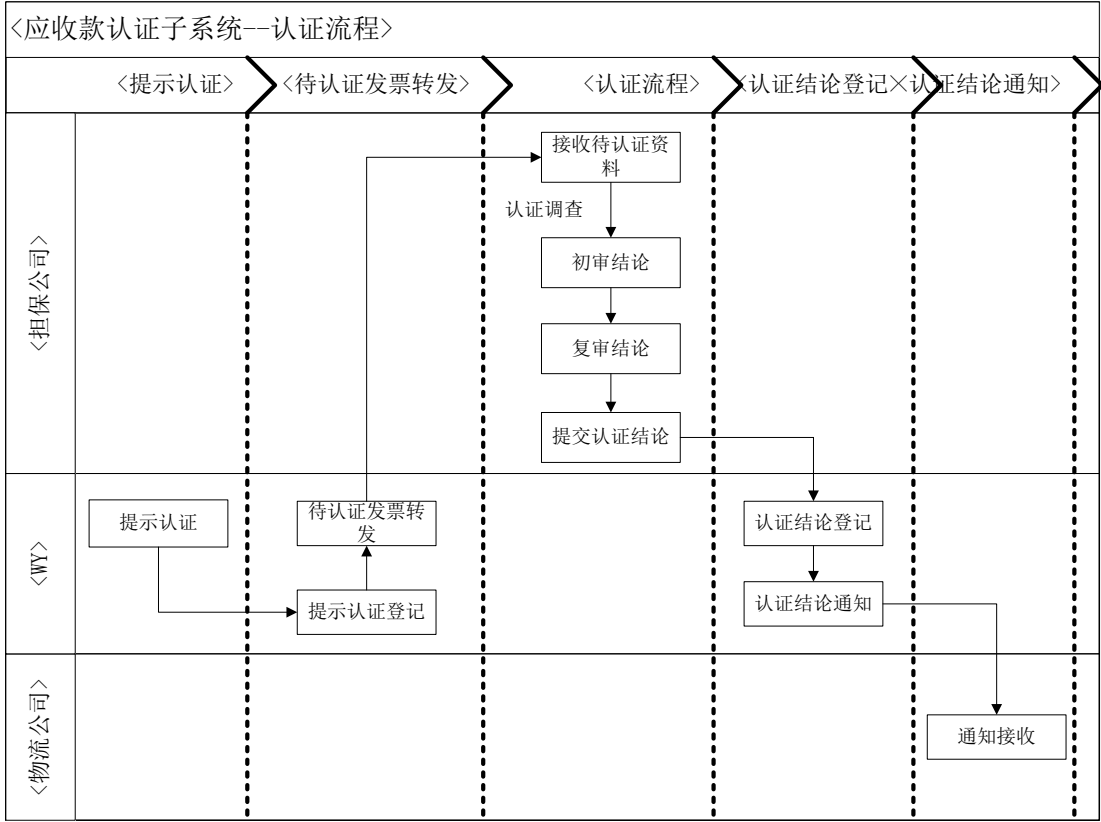 <应收款认证子系统--认证流程>
<提示认证>
<待认证发票转发>
<认证流程>
<认证结论登记>
<认证结论通知>
<担保公司>
接收待认证资
料
认证调查
初审结论
复审结论
提交认证结论
<WY>
提示认证
待认证发票转
发
提示认证登记
认证结论登记
认证结论通知
<物流公司>
通知接收